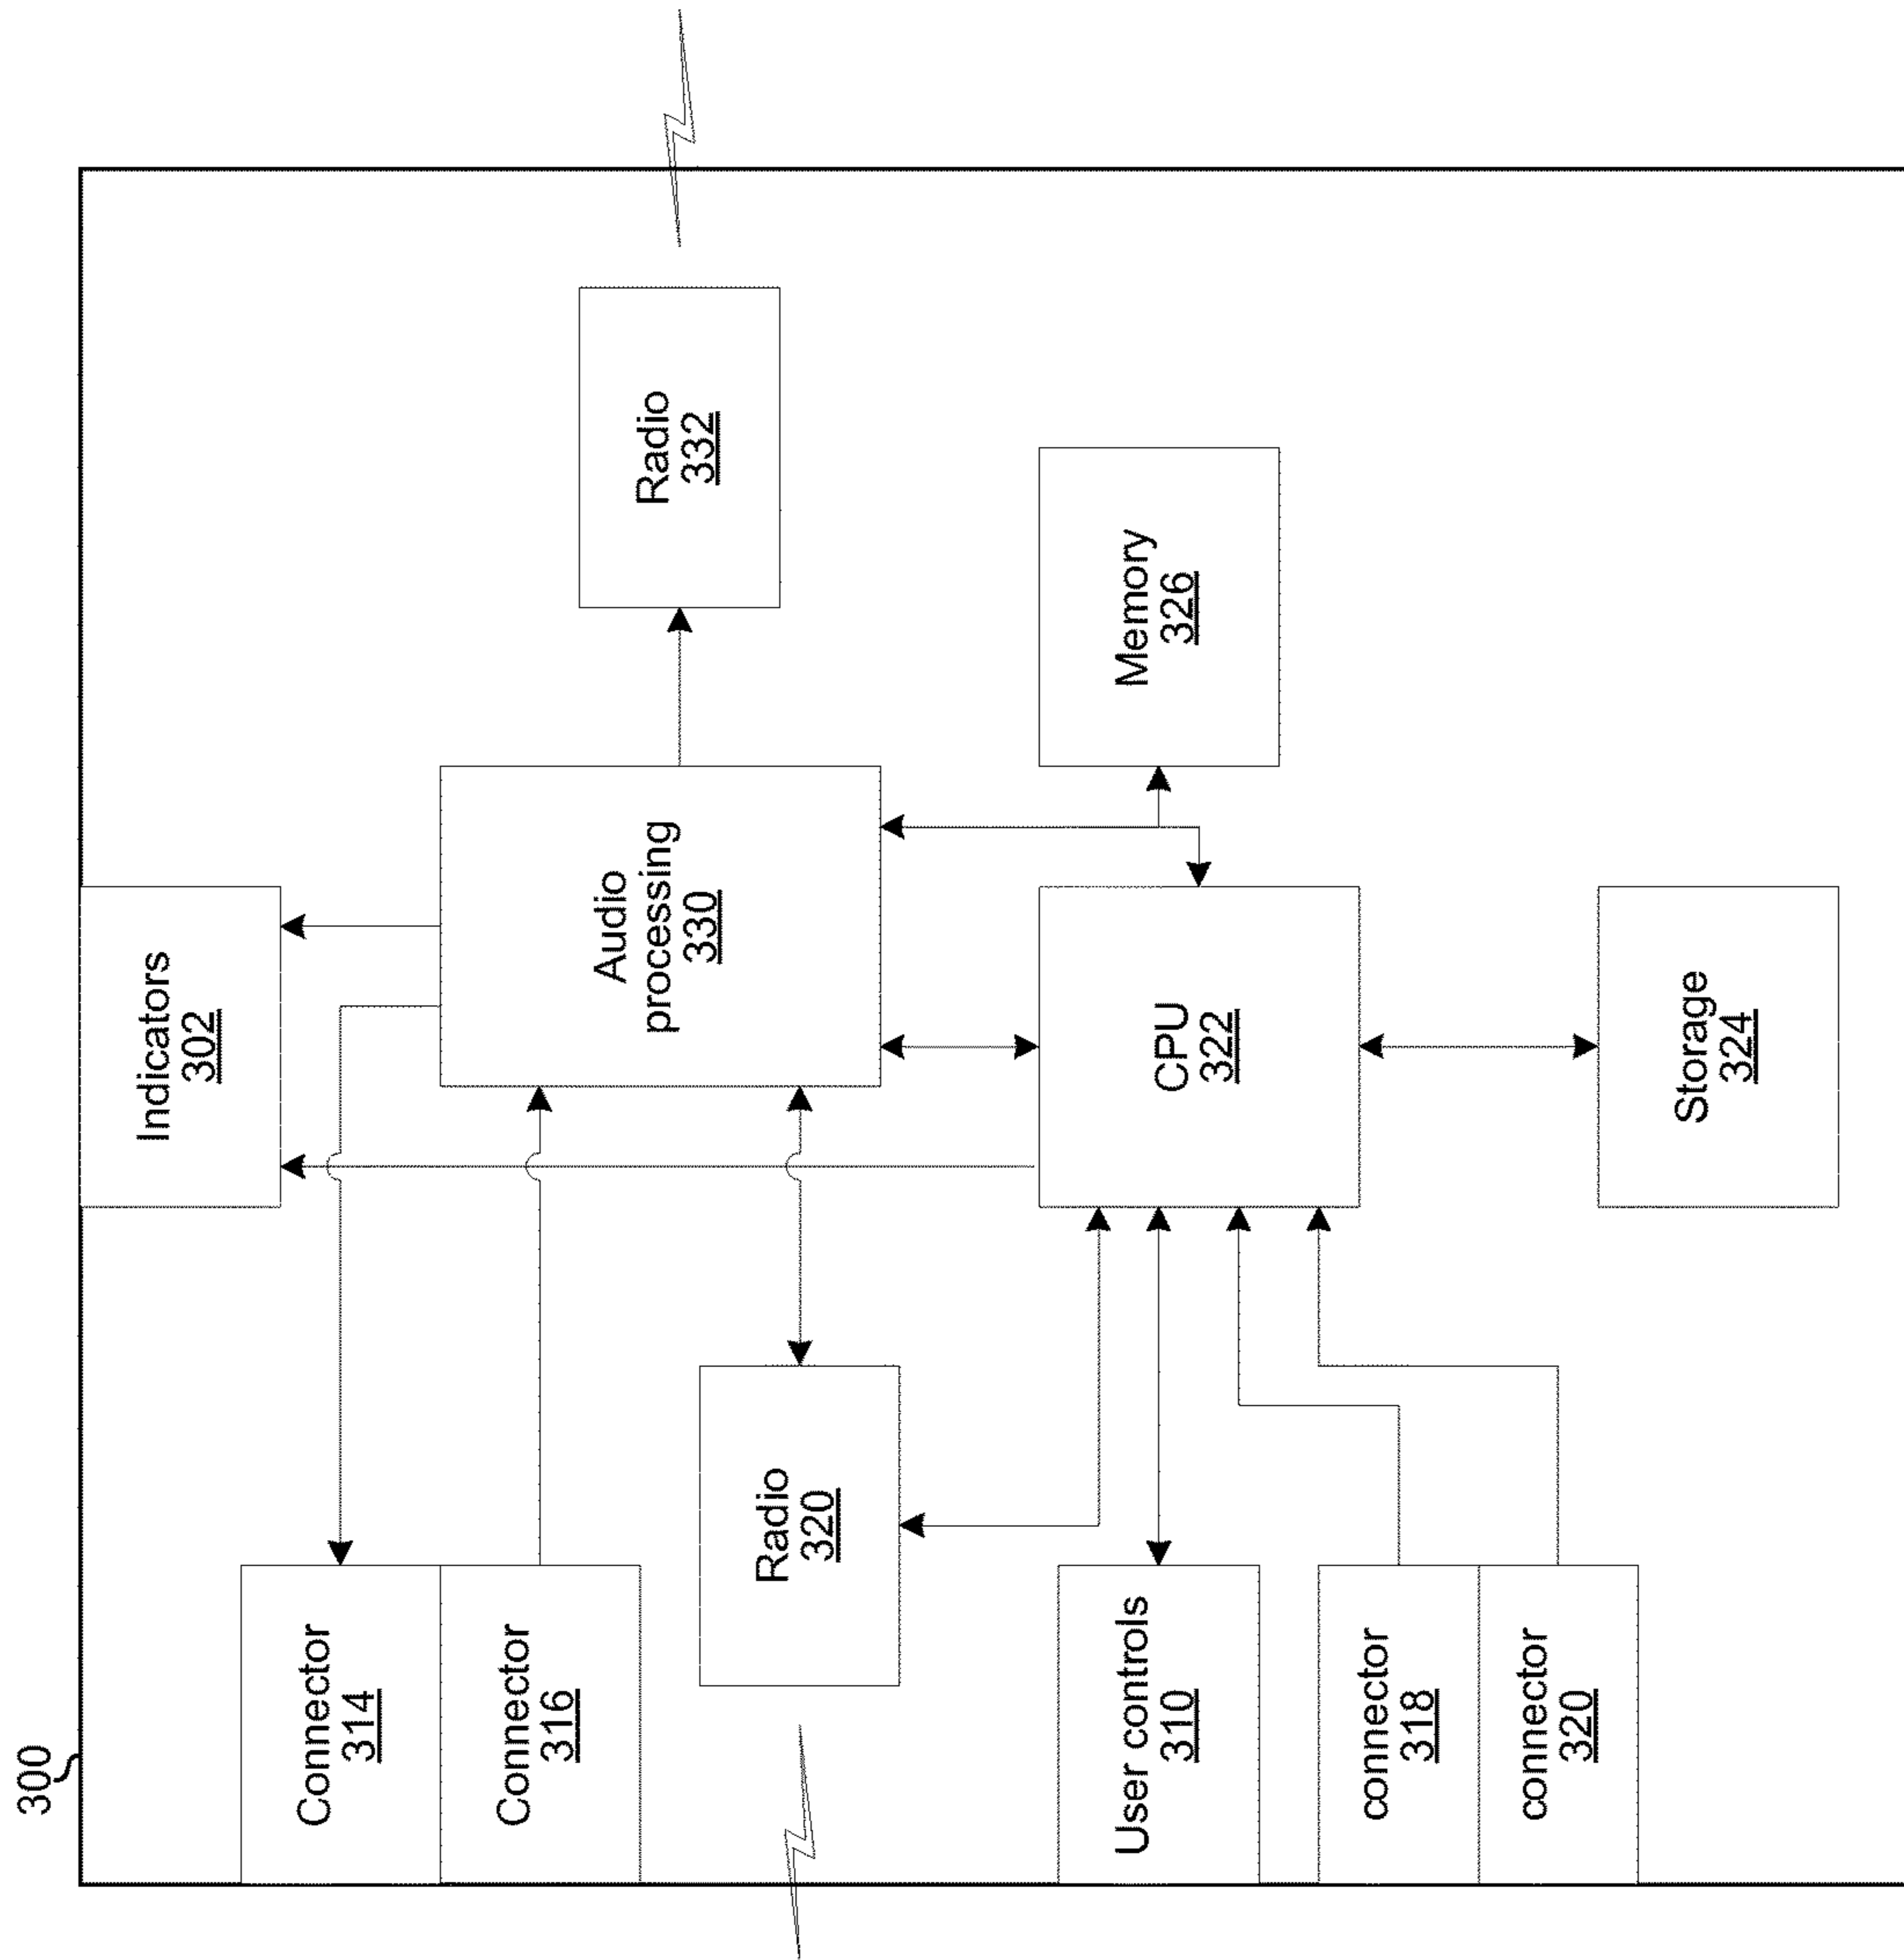 300
Indicators
302
Connector
314
Connector
316
Audio
processing
330
Radio
332
Radio
320
User controls
310
CPU
322
Memory
326
connector
318
connector
320
Storage
324